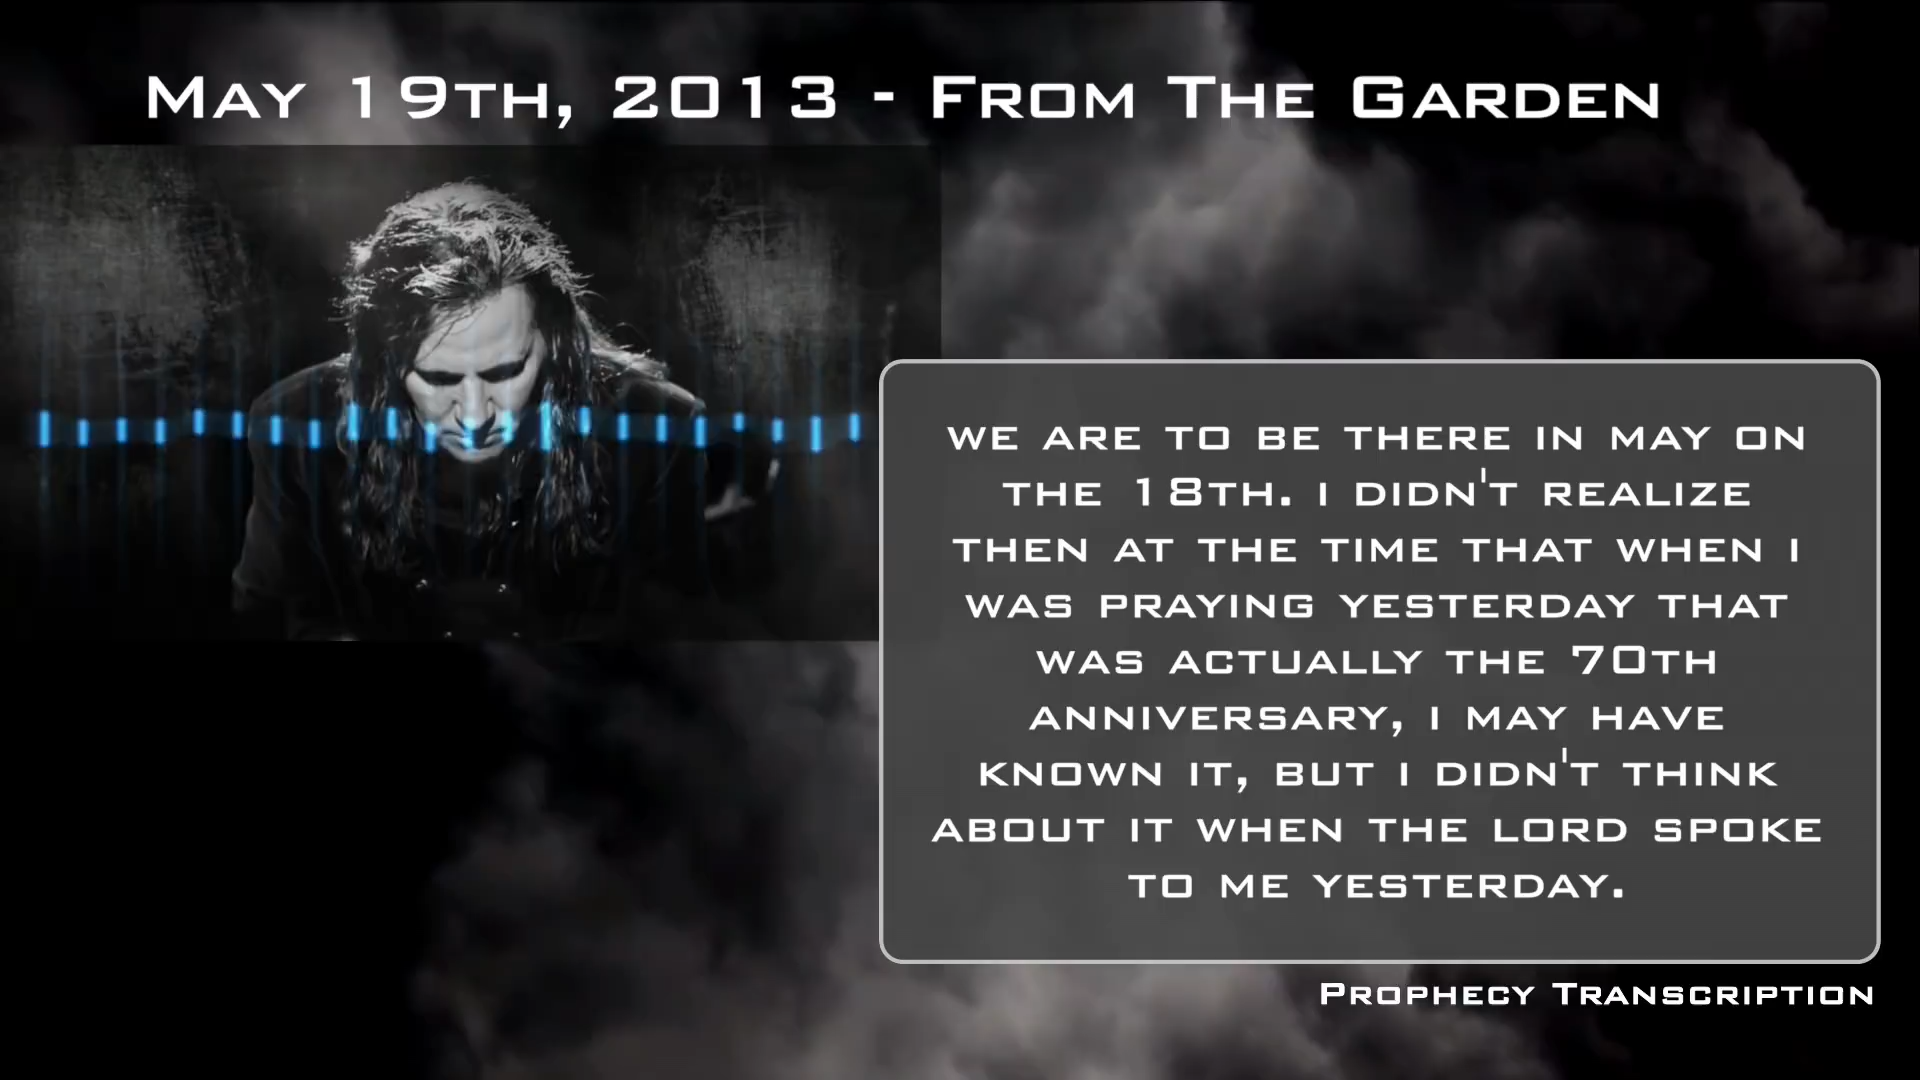 May 19th, 2013 - From The Garden
WE ARE TO BE THERE IN MAY ON
THE 18TH. I DIDN'T REALIZE
THEN AT THE TIME THAT WHEN I
WAS PRAYING YESTERDAY THAT
WAS ACTUALLY THE 70TH
ANNIVERSARY, I MAY HAVE
KNOWN IT, BUT I DIDN'T THINK
ABOUT IT WHEN THE LORD SPOKE
TO ME YESTERDAY.
Prophecy Transcription